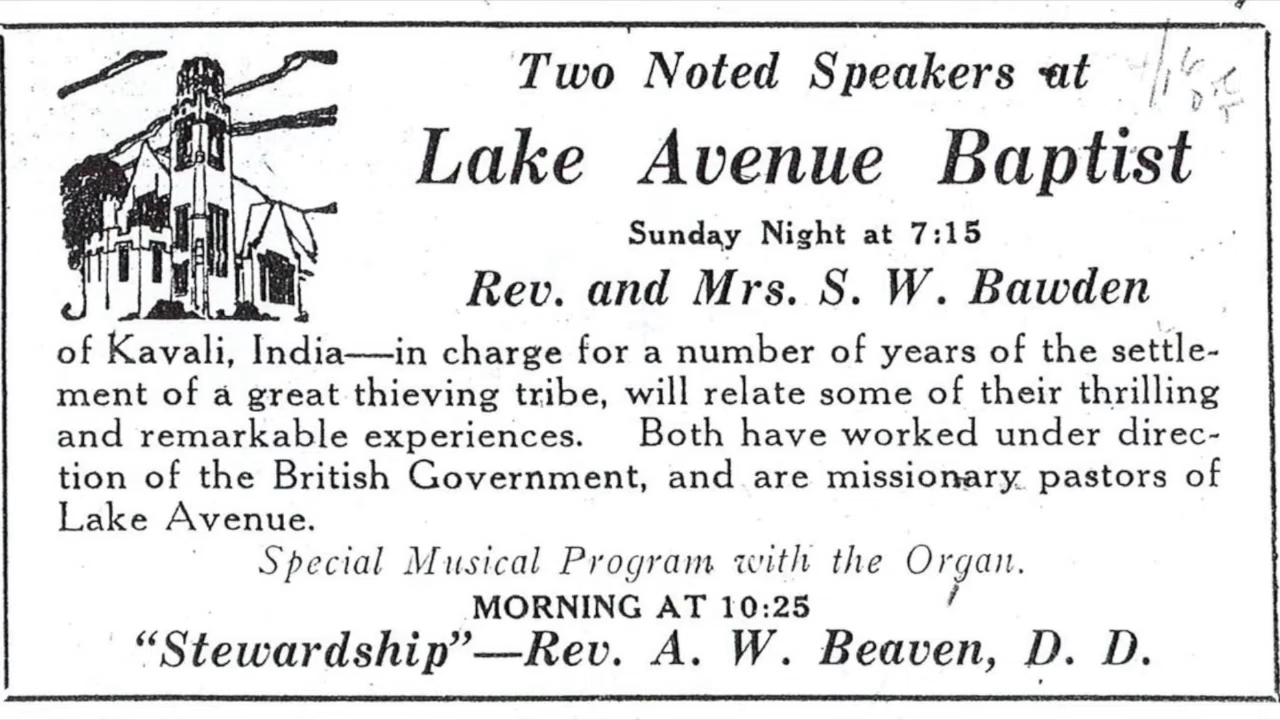 Two Noted Speakers at
Lake Avenue Baptist
Sunday Night at 7:15
Rev. and Mrs. S. W. Bawden
of Kavali, India—in charge for a number of years of the settle-
ment of a great thieving tribe, will relate some of their thrilling
and remarkable experiences. Both have worked under direc-
tion of the British Government, and are missionary pastors of
Lake Avenue.
Special Musical Program with the Organ.
MORNING AT 10:25
“Stewardship”—Rev. A. W. Beaven, D. D.